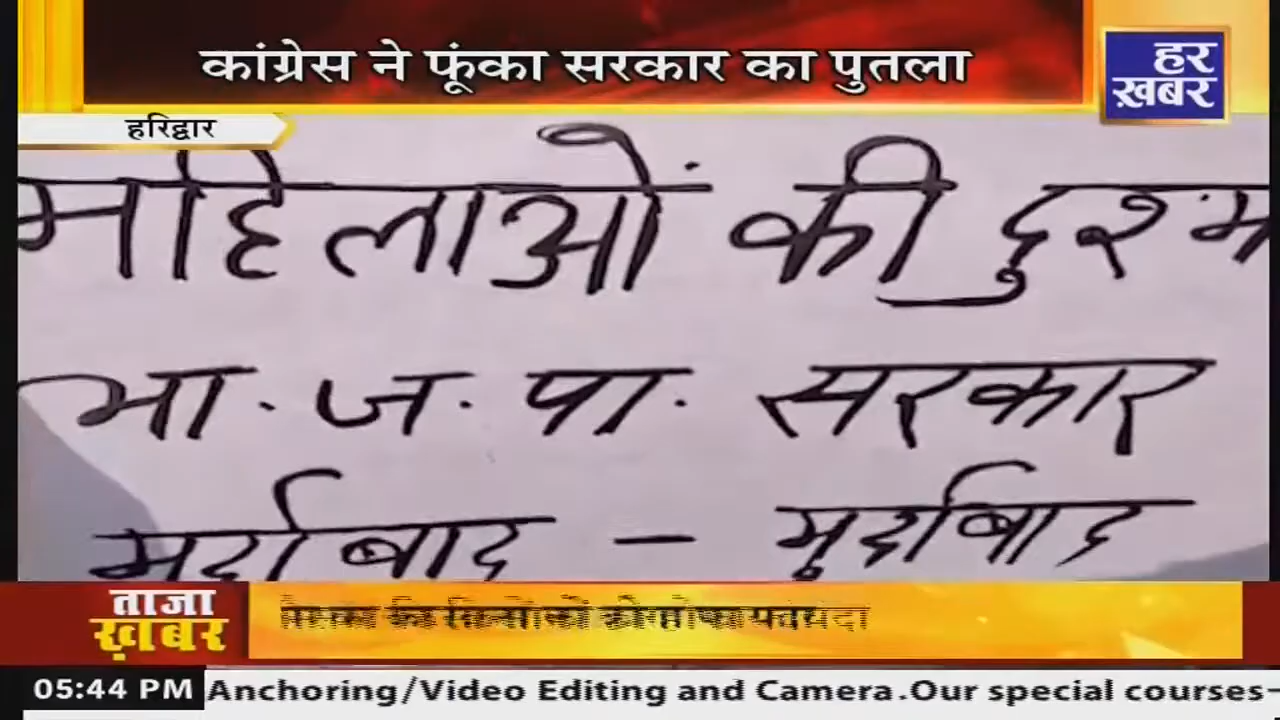 कांग्रेस ने फूंका सरकार का पुतला
हर
ख़बर
हरिद्वार
महिलाओं की
भा.ज.पा. सरकार
मुर्दाबाद - मुर्दाबाद
ताजा
ख़बर
05:44 PM Anchoring/Video Editing and Camera.Our special courses-